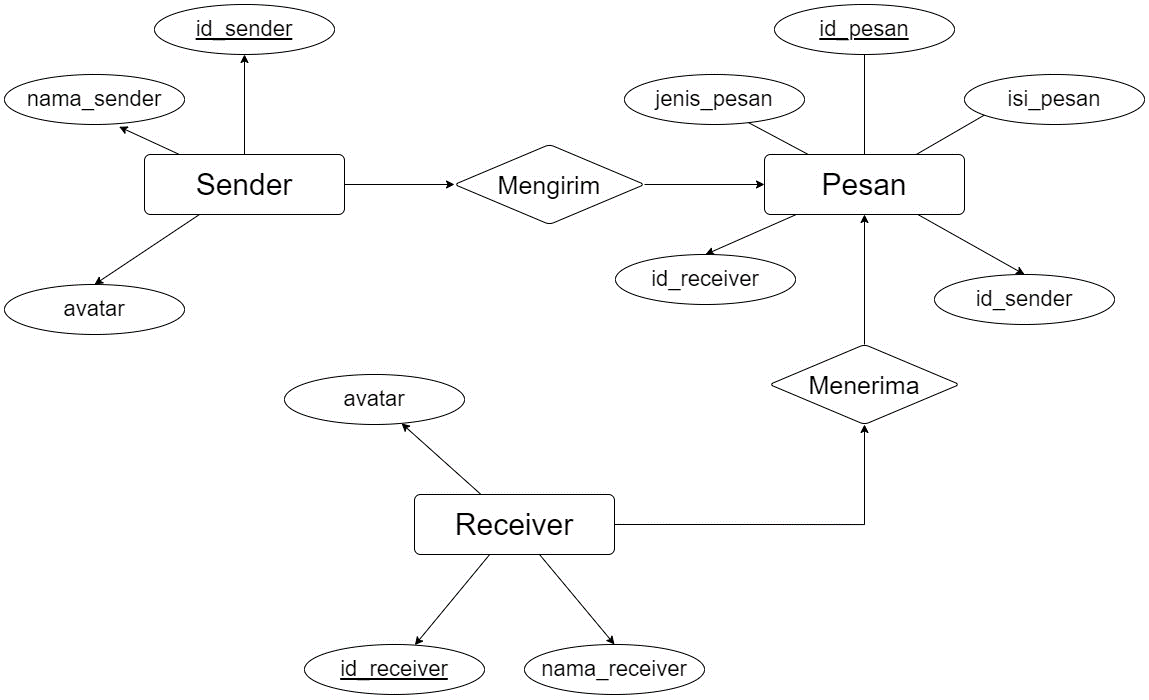 id_sender
id_pesan
nama_sender
jenis_pesan
isi_pesan
Sender
Mengirim
Pesan
id_receiver
id_sender
avatar
Menerima
avatar
Receiver
id_receiver
nama_receiver